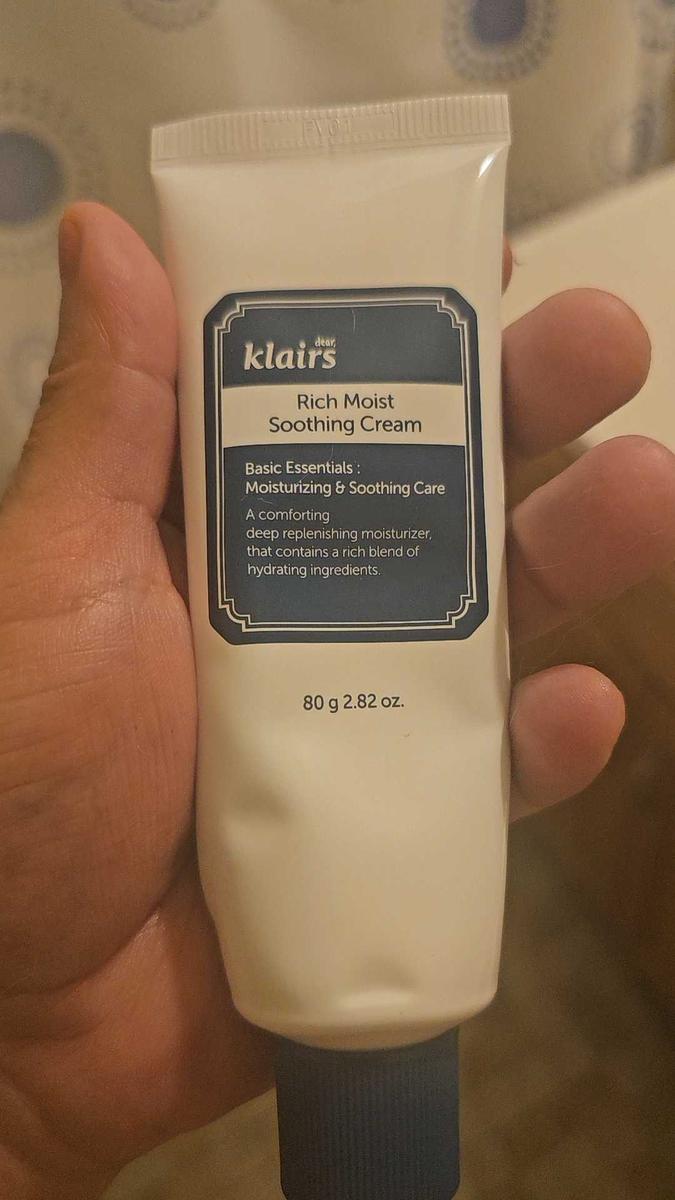 dear,
klairs
Rich Moist
Soothing Cream
Basic Essentials :
Moisturizing & Soothing Care
A comforting
deep replenishing moisturizer,
that contains a rich blend of
hydrating ingredients.
80 g 2.82 oz.